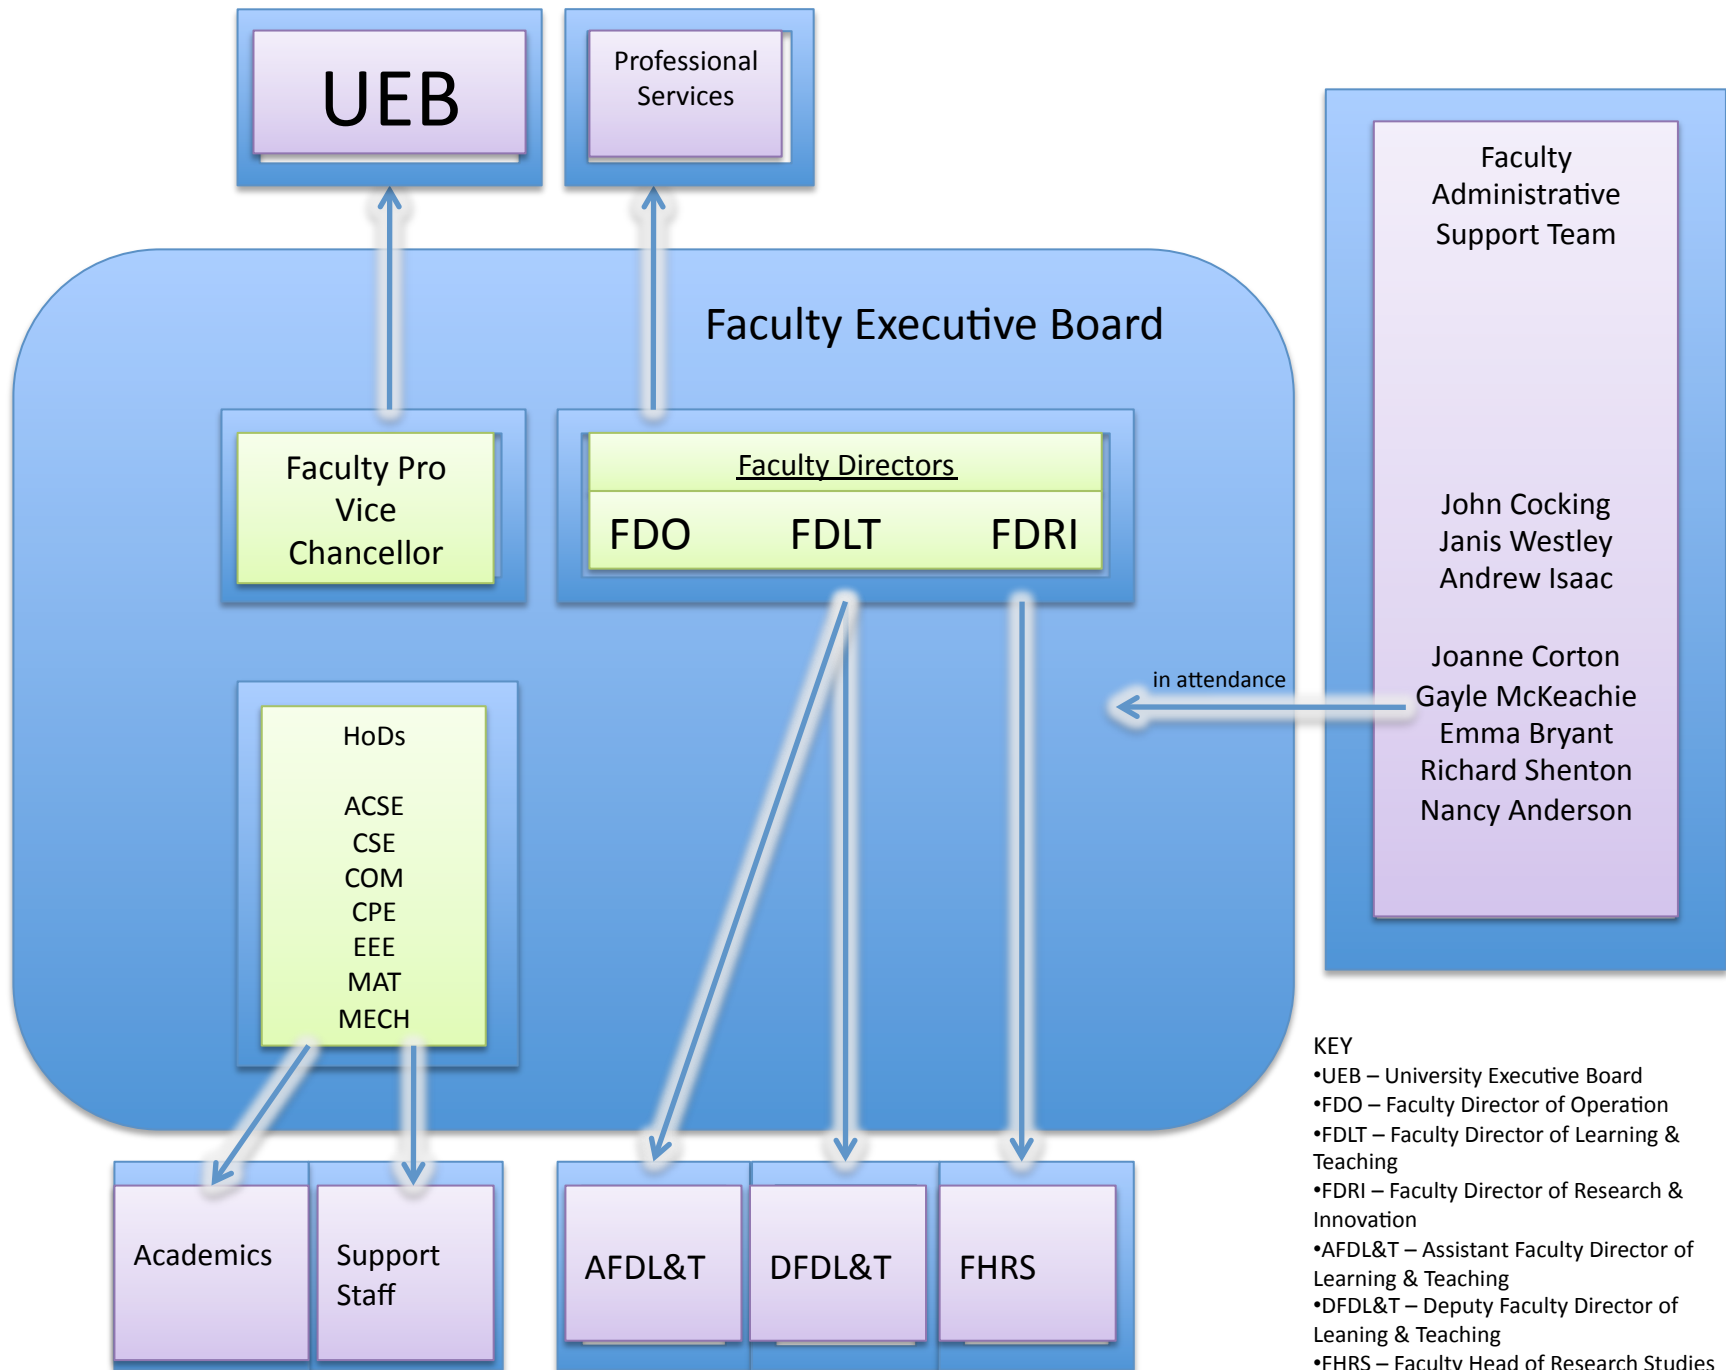 UEB
Professional
Services
Faculty
Administrative
Support Team
John Cocking
Janis Westley
Andrew Isaac
Joanne Corton
Gayle McKeachie
Emma Bryant
Richard Shenton
Nancy Anderson
Faculty Executive Board
Faculty Pro
Vice
Chancellor
Faculty Directors
FDO FDLT FDRI
in attendance
HoDs
ACSE
CSE
COM
CPE
EEE
MAT
MECH
Academics
Support
Staff
AFDL&T
DFDL&T
FHRS
KEY
•UEB – University Executive Board
•FDO – Faculty Director of Operation
•FDLT – Faculty Director of Learning &
Teaching
•FDRI – Faculty Director of Research &
Innovation
•AFDL&T – Assistant Faculty Director of
Learning & Teaching
•DFDL&T – Deputy Faculty Director of
Leaning & Teaching
•FHRS – Faculty Head of Research Studies